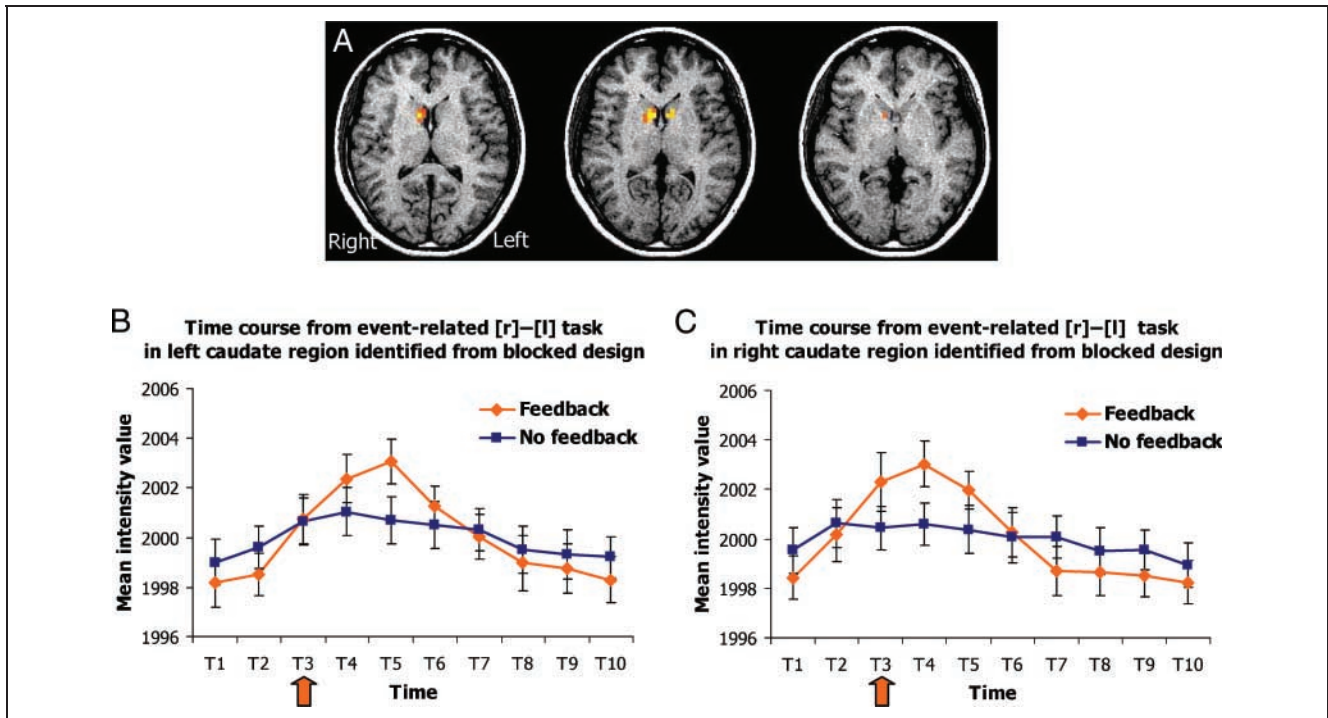 A
Right
Left
B
Time course from event-related [r]–[l] task
in left caudate region identified from blocked design
Mean intensity value
2006
2004
2002
2000
1998
1996
Feedback
No feedback
T1 T2 T3 T4 T5 T6 T7 T8 T9 T10
Time
C
Time course from event-related [r]–[l] task
in right caudate region identified from blocked design
Mean intensity value
2006
2004
2002
2000
1998
1996
Feedback
No feedback
T1 T2 T3 T4 T5 T6 T7 T8 T9 T10
Time